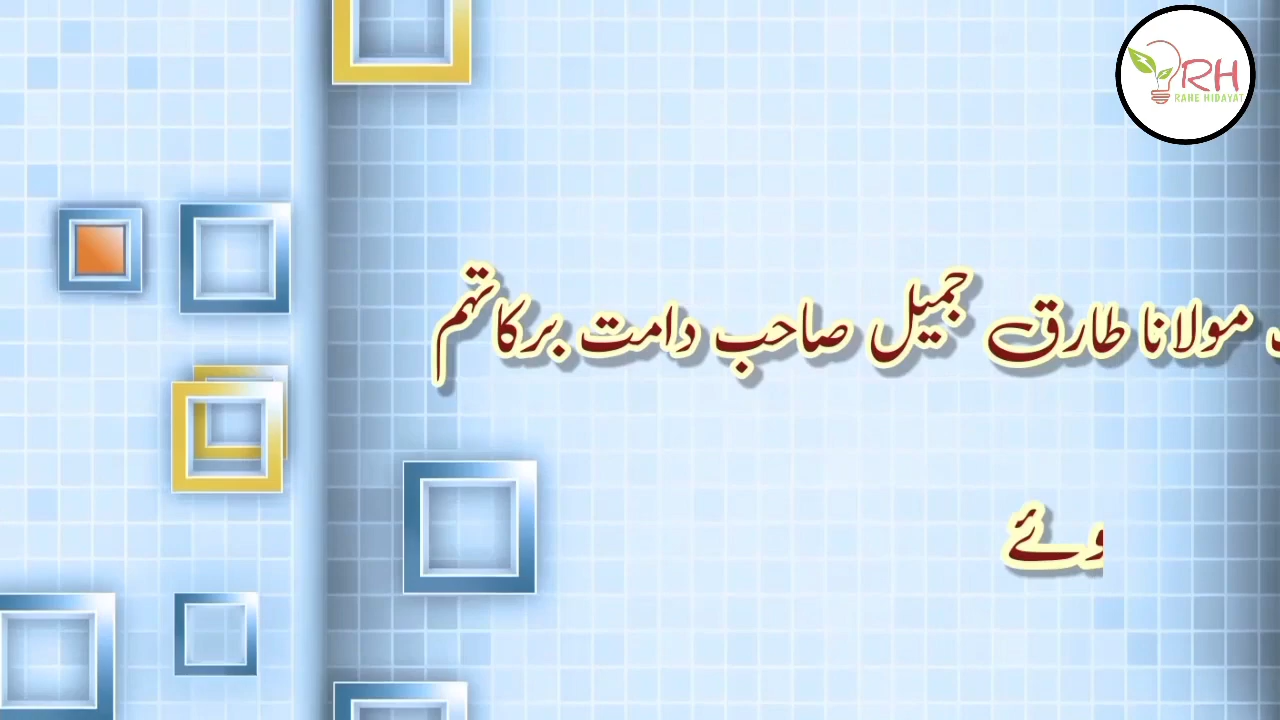 RH
RAHE HIDAYAT
مولانا طارق جمیل صاحب دامت برکاتہم